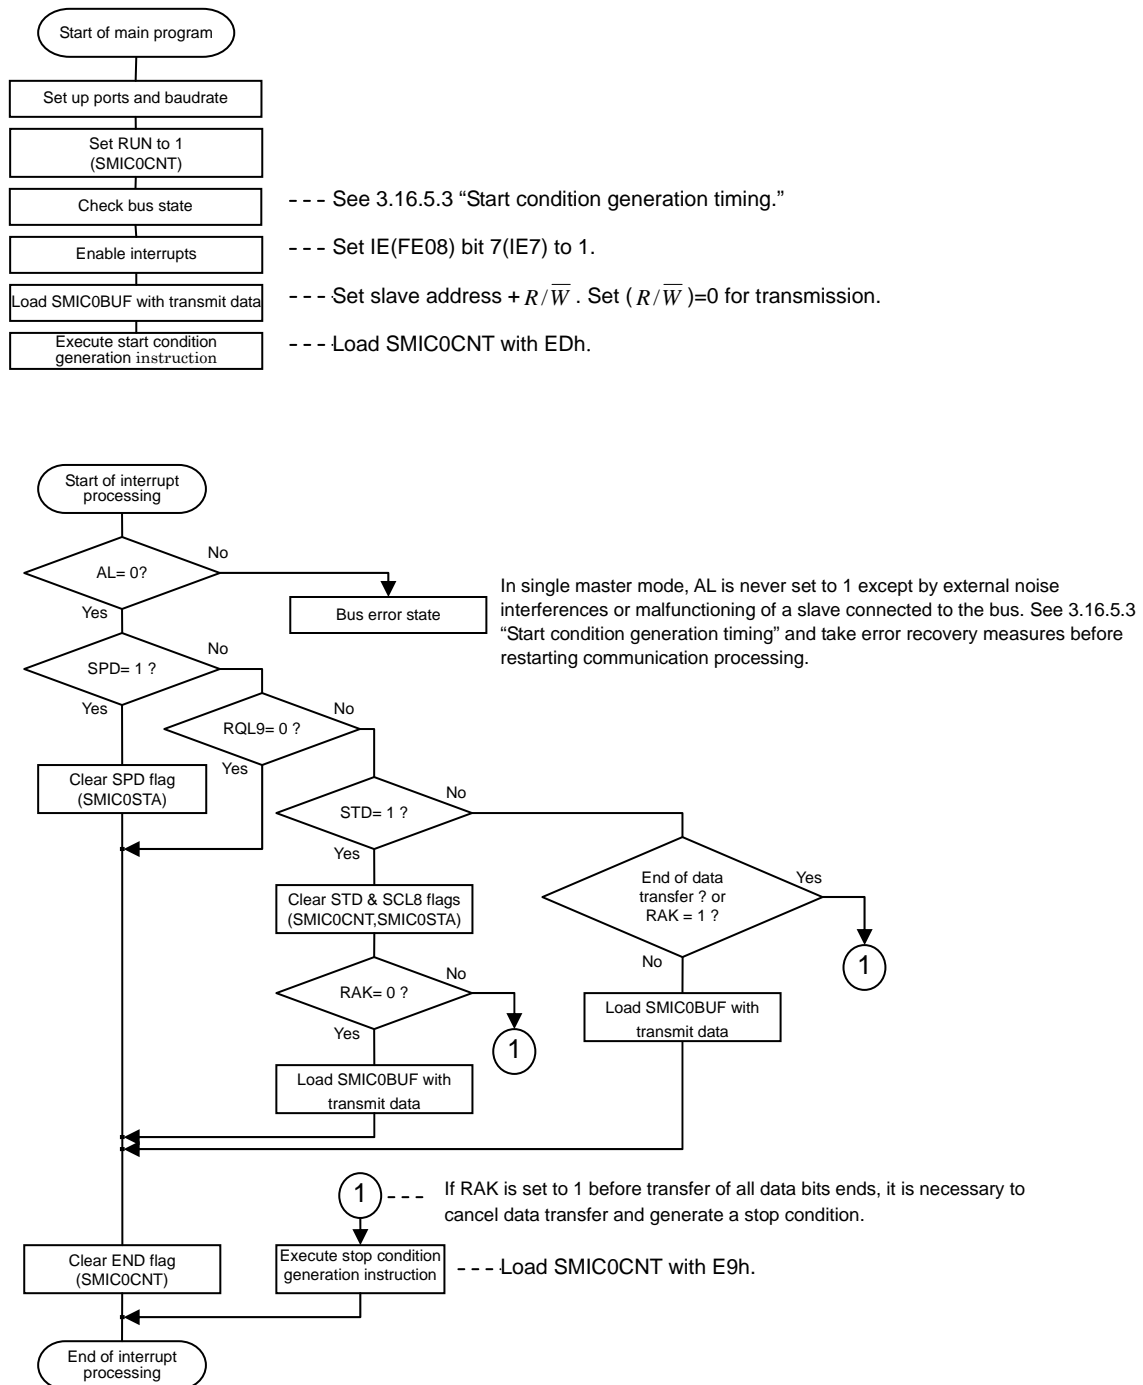 Start of main program
Set up ports and baudrate
Set RUN to 1
(SMIC0CNT)
Check bus state
--- See 3.16.5.3 “Start condition generation timing.”
Enable interrupts
--- Set IE(FE08) bit 7(IE7) to 1.
Load SMIC0BUF with transmit data
--- Set slave address + R/W̅ . Set ( R/W̅ )=0 for transmission.
Execute start condition
generation instruction
--- Load SMIC0CNT with EDh.
Start of interrupt
processing
AL= 0?
No
Yes
Bus error state
In single master mode, AL is never set to 1 except by external noise
interferences or malfunctioning of a slave connected to the bus. See 3.16.5.3
“Start condition generation timing” and take error recovery measures before
restarting communication processing.
SPD= 1 ?
No
Yes
RQL9= 0 ?
No
Yes
Clear SPD flag
(SMIC0STA)
STD= 1 ?
No
Yes
End of data
transfer ? or
RAK = 1 ?
Yes
No
1
Clear STD & SCL8 flags
(SMIC0CNT,SMIC0STA)
RAK= 0 ?
No
Yes
1
Load SMIC0BUF with
transmit data
Load SMIC0BUF with
transmit data
1
--- If RAK is set to 1 before transfer of all data bits ends, it is necessary to
cancel data transfer and generate a stop condition.
Clear END flag
(SMIC0CNT)
Execute stop condition
generation instruction
--- Load SMIC0CNT with E9h.
End of interrupt
processing